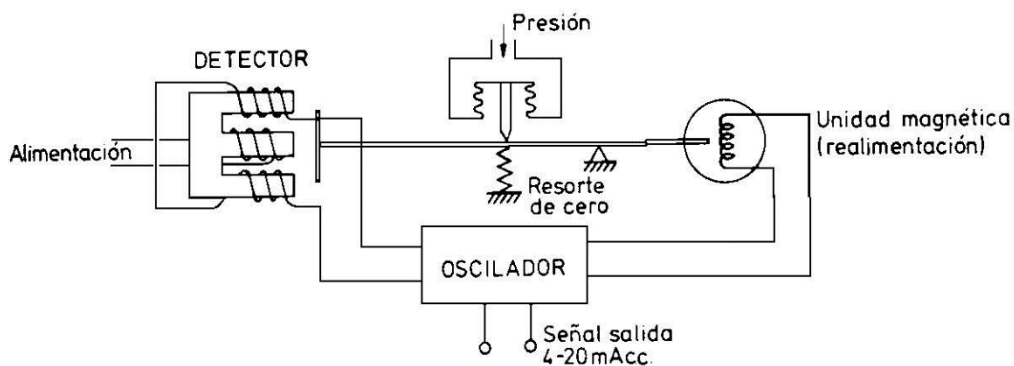 Presión
DETECTOR
Alimentación
Unidad magnética
(realimentación)
Resorte
de cero
OSCILADOR
Señal salida
4-20mAcc.